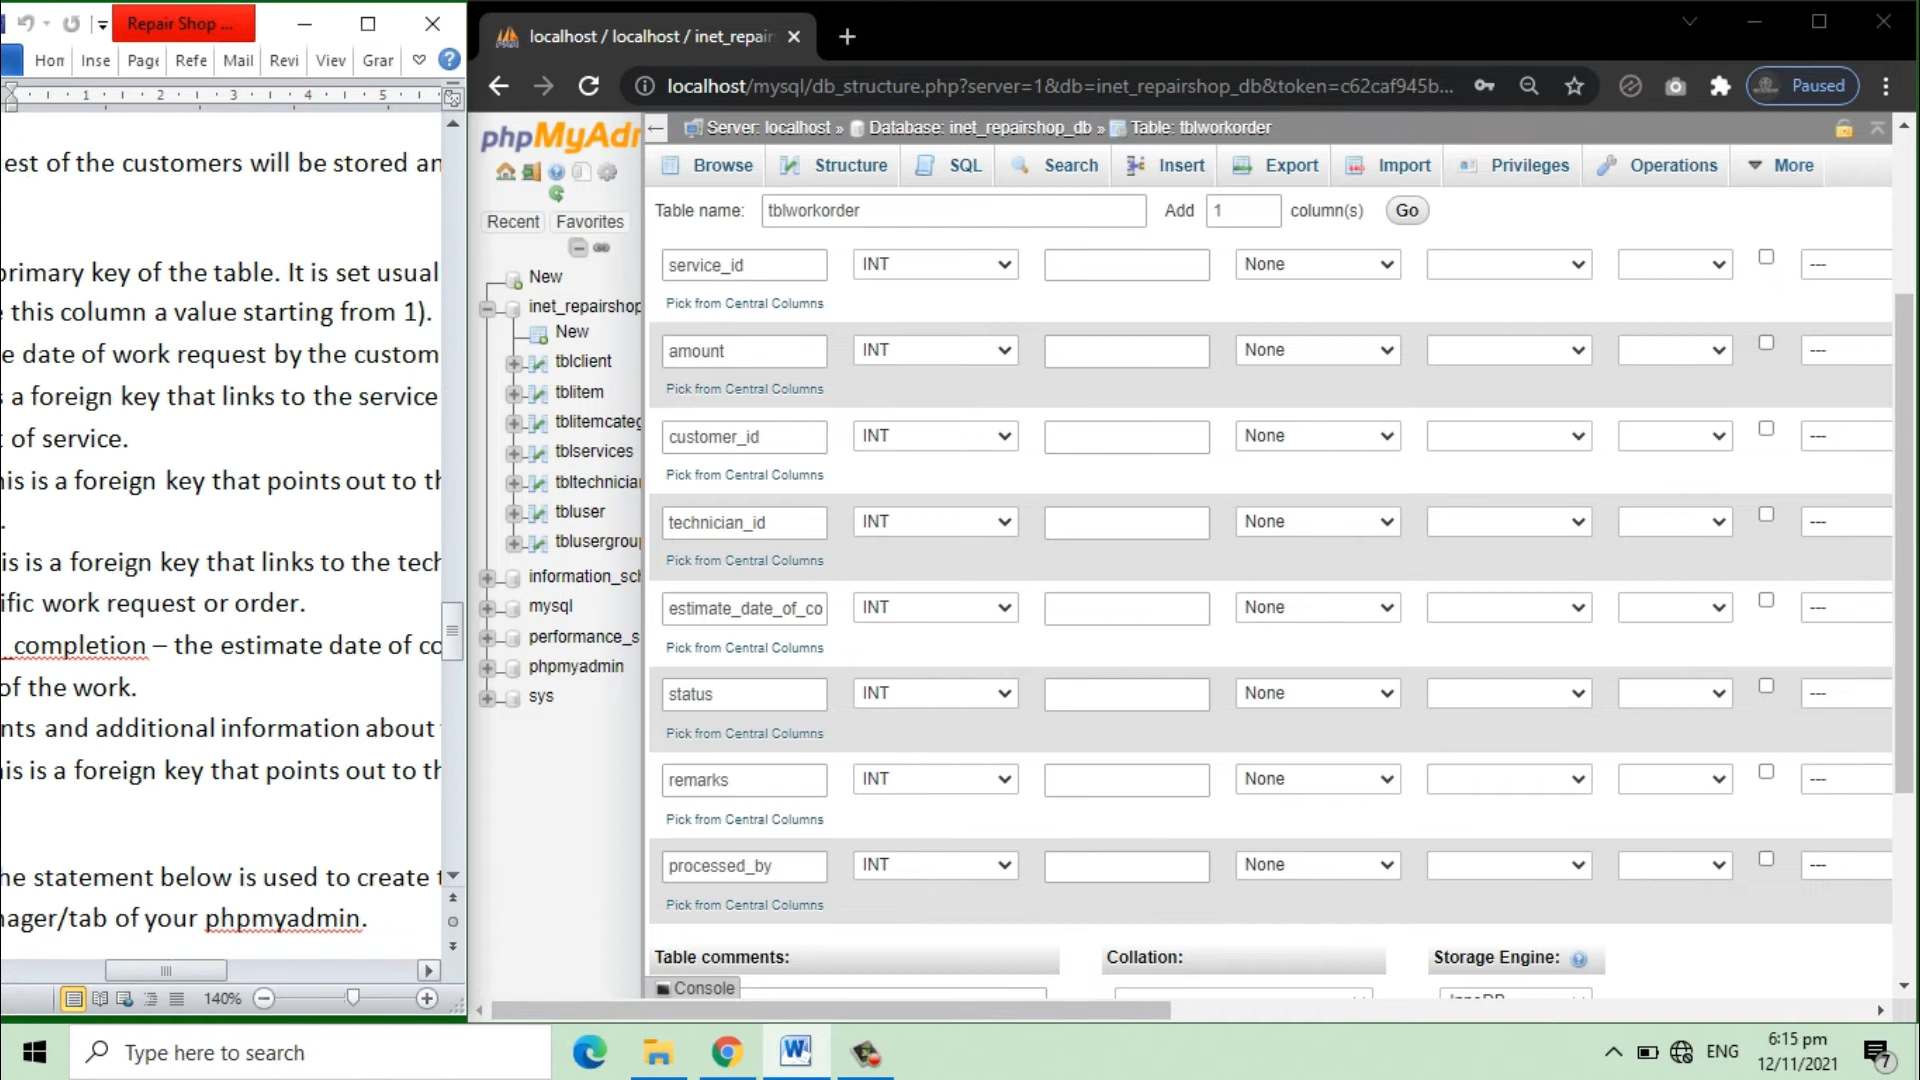 Repair Shop ...
Hon Inse Page Refe Mail Revi Viev Grar
1 2 3 4 5
est of the customers will be stored an
primary key of the table. It is set usual
this column a value starting from 1).
e date of work request by the custom
a foreign key that links to the service
of service.
is is a foreign key that points out to th
.
is is a foreign key that links to the tech
ific work request or order.
_completion – the estimate date of co
of the work.
nts and additional information about
is is a foreign key that points out to th
he statement below is used to create t
ager/tab of your phpmyadmin.
140%
localhost / localhost / inet_repair
localhost/mysql/db_structure.php?server=1&db=inet_repairshop_db&token=c62caf945b...
Paused
phpMyAdm
Recent Favorites
New
inet_repairshop
New
tblclient
tblitem
tblitemcateg
tblservices
tbltechnician
tbluser
tblusergroup
information_sch
mysql
performance_s
phpmyadmin
sys
Server: localhost » Database: inet_repairshop_db » Table: tblworkorder
Browse Structure SQL Search Insert Export Import Privileges Operations More
Table name: tblworkorder Add 1 column(s) Go
service_id INT None ---
Pick from Central Columns
amount INT None ---
Pick from Central Columns
customer_id INT None ---
Pick from Central Columns
technician_id INT None ---
Pick from Central Columns
estimate_date_of_co INT None ---
Pick from Central Columns
status INT None ---
Pick from Central Columns
remarks INT None ---
Pick from Central Columns
processed_by INT None ---
Pick from Central Columns
Table comments: Collation: Storage Engine:
Console
InnoDB
Type here to search
ENG
6:15 pm
12/11/2021
7